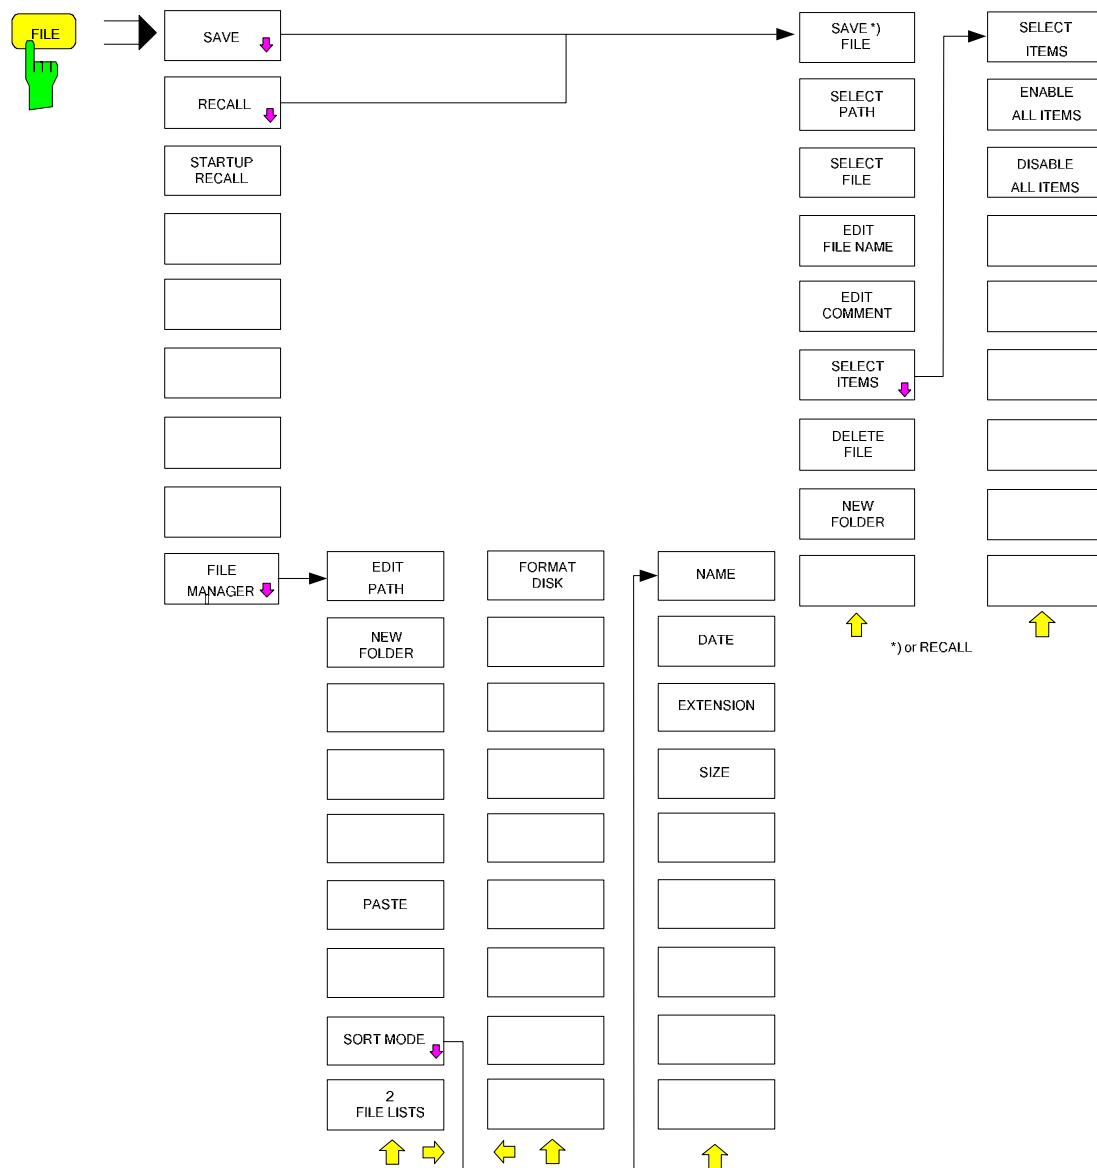 FILE
SAVE
RECALL
STARTUP
RECALL
FILE
MANAGER
EDIT
PATH
NEW
FOLDER
PASTE
SORT MODE
2
FILE LISTS
FORMAT
DISK
NAME
DATE
EXTENSION
SIZE
SAVE *)
FILE
SELECT
PATH
SELECT
FILE
EDIT
FILE NAME
EDIT
COMMENT
SELECT
ITEMS
DELETE
FILE
NEW
FOLDER
*) or RECALL
SELECT
ITEMS
ENABLE
ALL ITEMS
DISABLE
ALL ITEMS